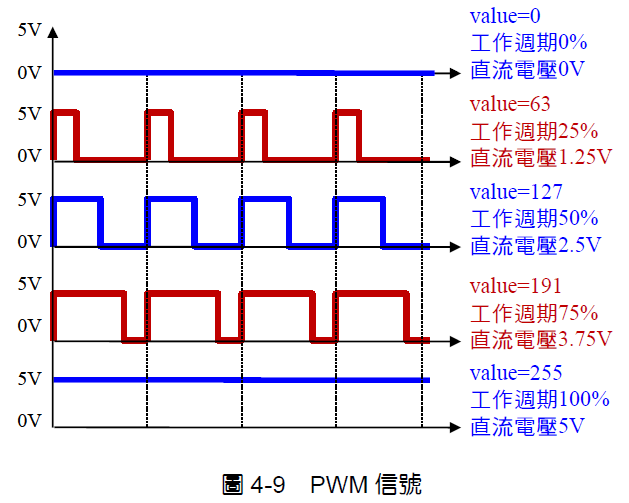 5V
0V
value=0
工作週期0%
直流電壓0V
5V
0V
value=63
工作週期25%
直流電壓1.25V
5V
0V
value=127
工作週期50%
直流電壓2.5V
5V
0V
value=191
工作週期75%
直流電壓3.75V
5V
0V
value=255
工作週期100%
直流電壓5V
圖 4-9 PWM 信號